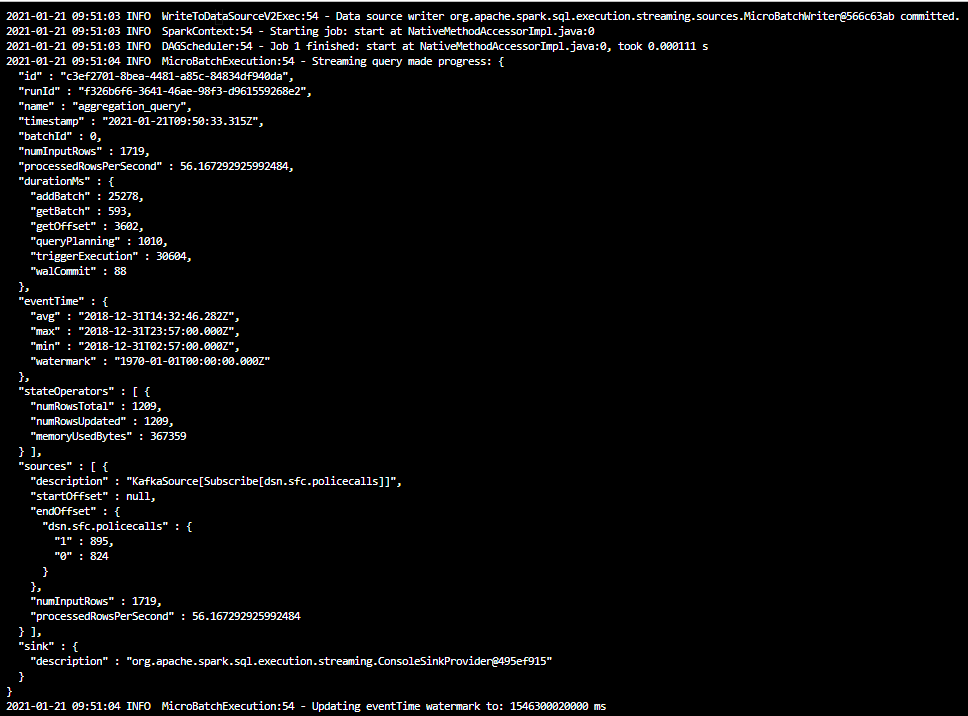 2021-01-21 09:51:03 INFO  WriteToDataSourceV2Exec:54 - Data source writer org.apache.spark.sql.execution.streaming.sources.MicroBatchWriter@566c63ab committed.
2021-01-21 09:51:03 INFO  SparkContext:54 - Starting job: start at NativeMethodAccessorImpl.java:0
2021-01-21 09:51:03 INFO  DAGScheduler:54 - Job 1 finished: start at NativeMethodAccessorImpl.java:0, took 0.000111 s
2021-01-21 09:51:04 INFO  MicroBatchExecution:54 - Streaming query made progress: {
  "id" : "c3ef2701-8bea-4481-a85c-84834df940da",
  "runId" : "f326b6f6-3641-46ae-98f3-d961559268e2",
  "name" : "aggregation_query",
  "timestamp" : "2021-01-21T09:50:33.315Z",
  "batchId" : 0,
  "numInputRows" : 1719,
  "processedRowsPerSecond" : 56.167292925992484,
  "durationMs" : {
    "addBatch" : 25278,
    "getBatch" : 593,
    "getOffset" : 3602,
    "queryPlanning" : 1010,
    "triggerExecution" : 30604,
    "walCommit" : 88
  },
  "eventTime" : {
    "avg" : "2018-12-31T14:32:46.282Z",
    "max" : "2018-12-31T23:57:00.000Z",
    "min" : "2018-12-31T02:57:00.000Z",
    "watermark" : "1970-01-01T00:00:00.000Z"
  },
  "stateOperators" : [ {
    "numRowsTotal" : 1209,
    "numRowsUpdated" : 1209,
    "memoryUsedBytes" : 367359
  } ],
  "sources" : [ {
    "description" : "KafkaSource[Subscribe[dsn.sfc.policecalls]]",
    "startOffset" : null,
    "endOffset" : {
      "dsn.sfc.policecalls" : {
        "1" : 895,
        "0" : 824
      }
    },
    "numInputRows" : 1719,
    "processedRowsPerSecond" : 56.167292925992484
  } ],
  "sink" : {
    "description" : "org.apache.spark.sql.execution.streaming.ConsoleSinkProvider@495ef915"
  }
}
2021-01-21 09:51:04 INFO  MicroBatchExecution:54 - Updating eventTime watermark to: 1546300020000 ms